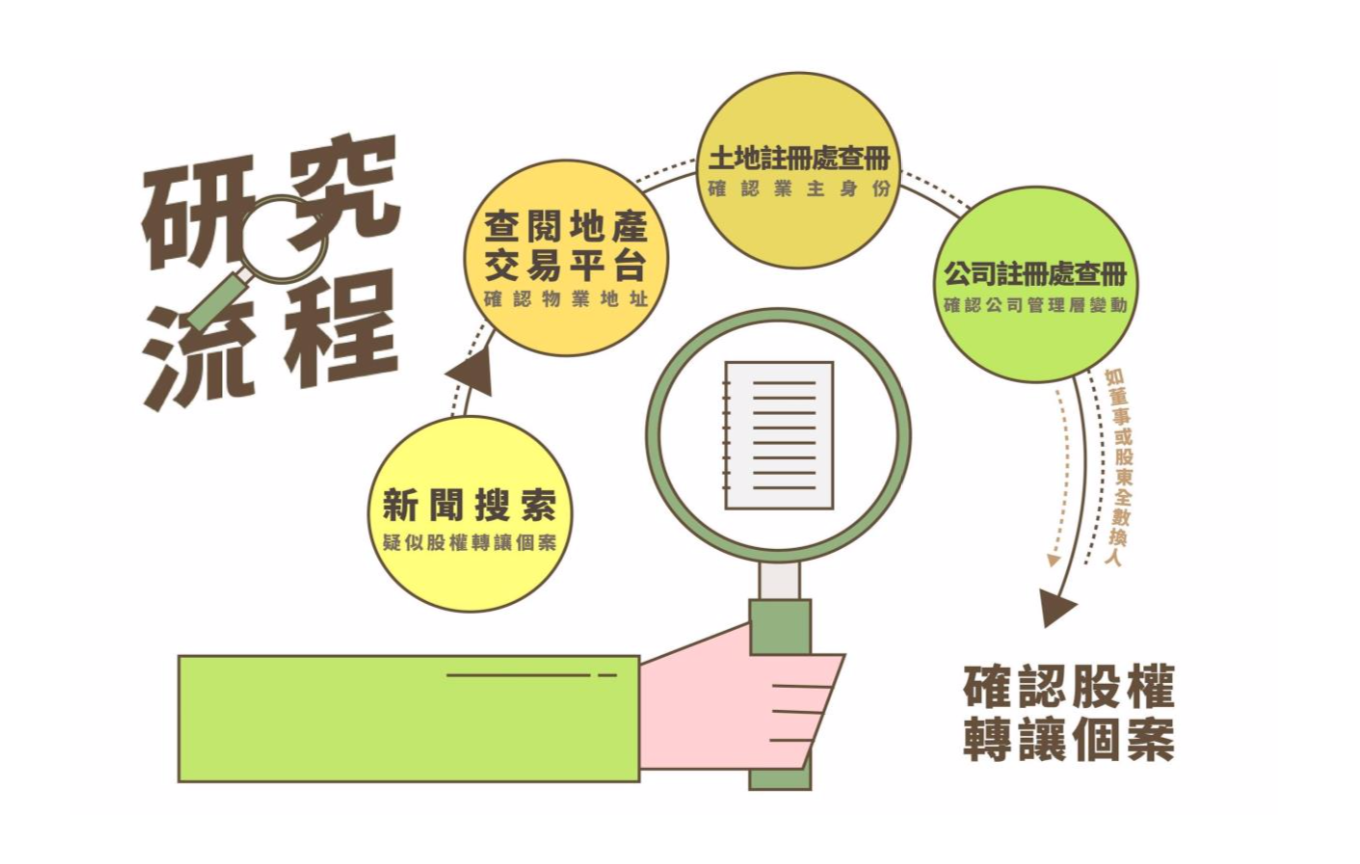 研究
流程
新聞搜索
疑似股權轉讓個案
查閱地產
交易平台
確認物業地址
土地註冊處查冊
確認業主身份
公司註冊處查冊
確認公司管理層變動
如董事或股東全數換人
確認股權
轉讓個案